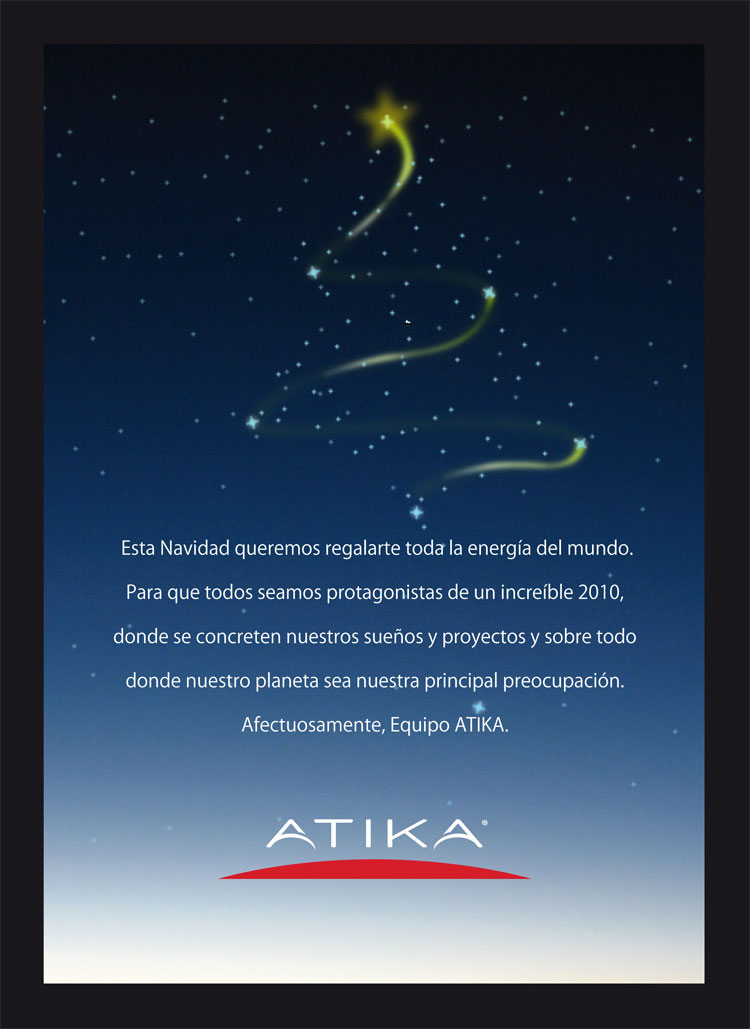 Esta Navidad queremos regalarte toda la energía del mundo.
Para que todos seamos protagonistas de un increíble 2010,
donde se concreten nuestros sueños y proyectos y sobre todo
donde nuestro planeta sea nuestra principal preocupación.
Afectuosamente, Equipo ATIKA.
ATIKA®